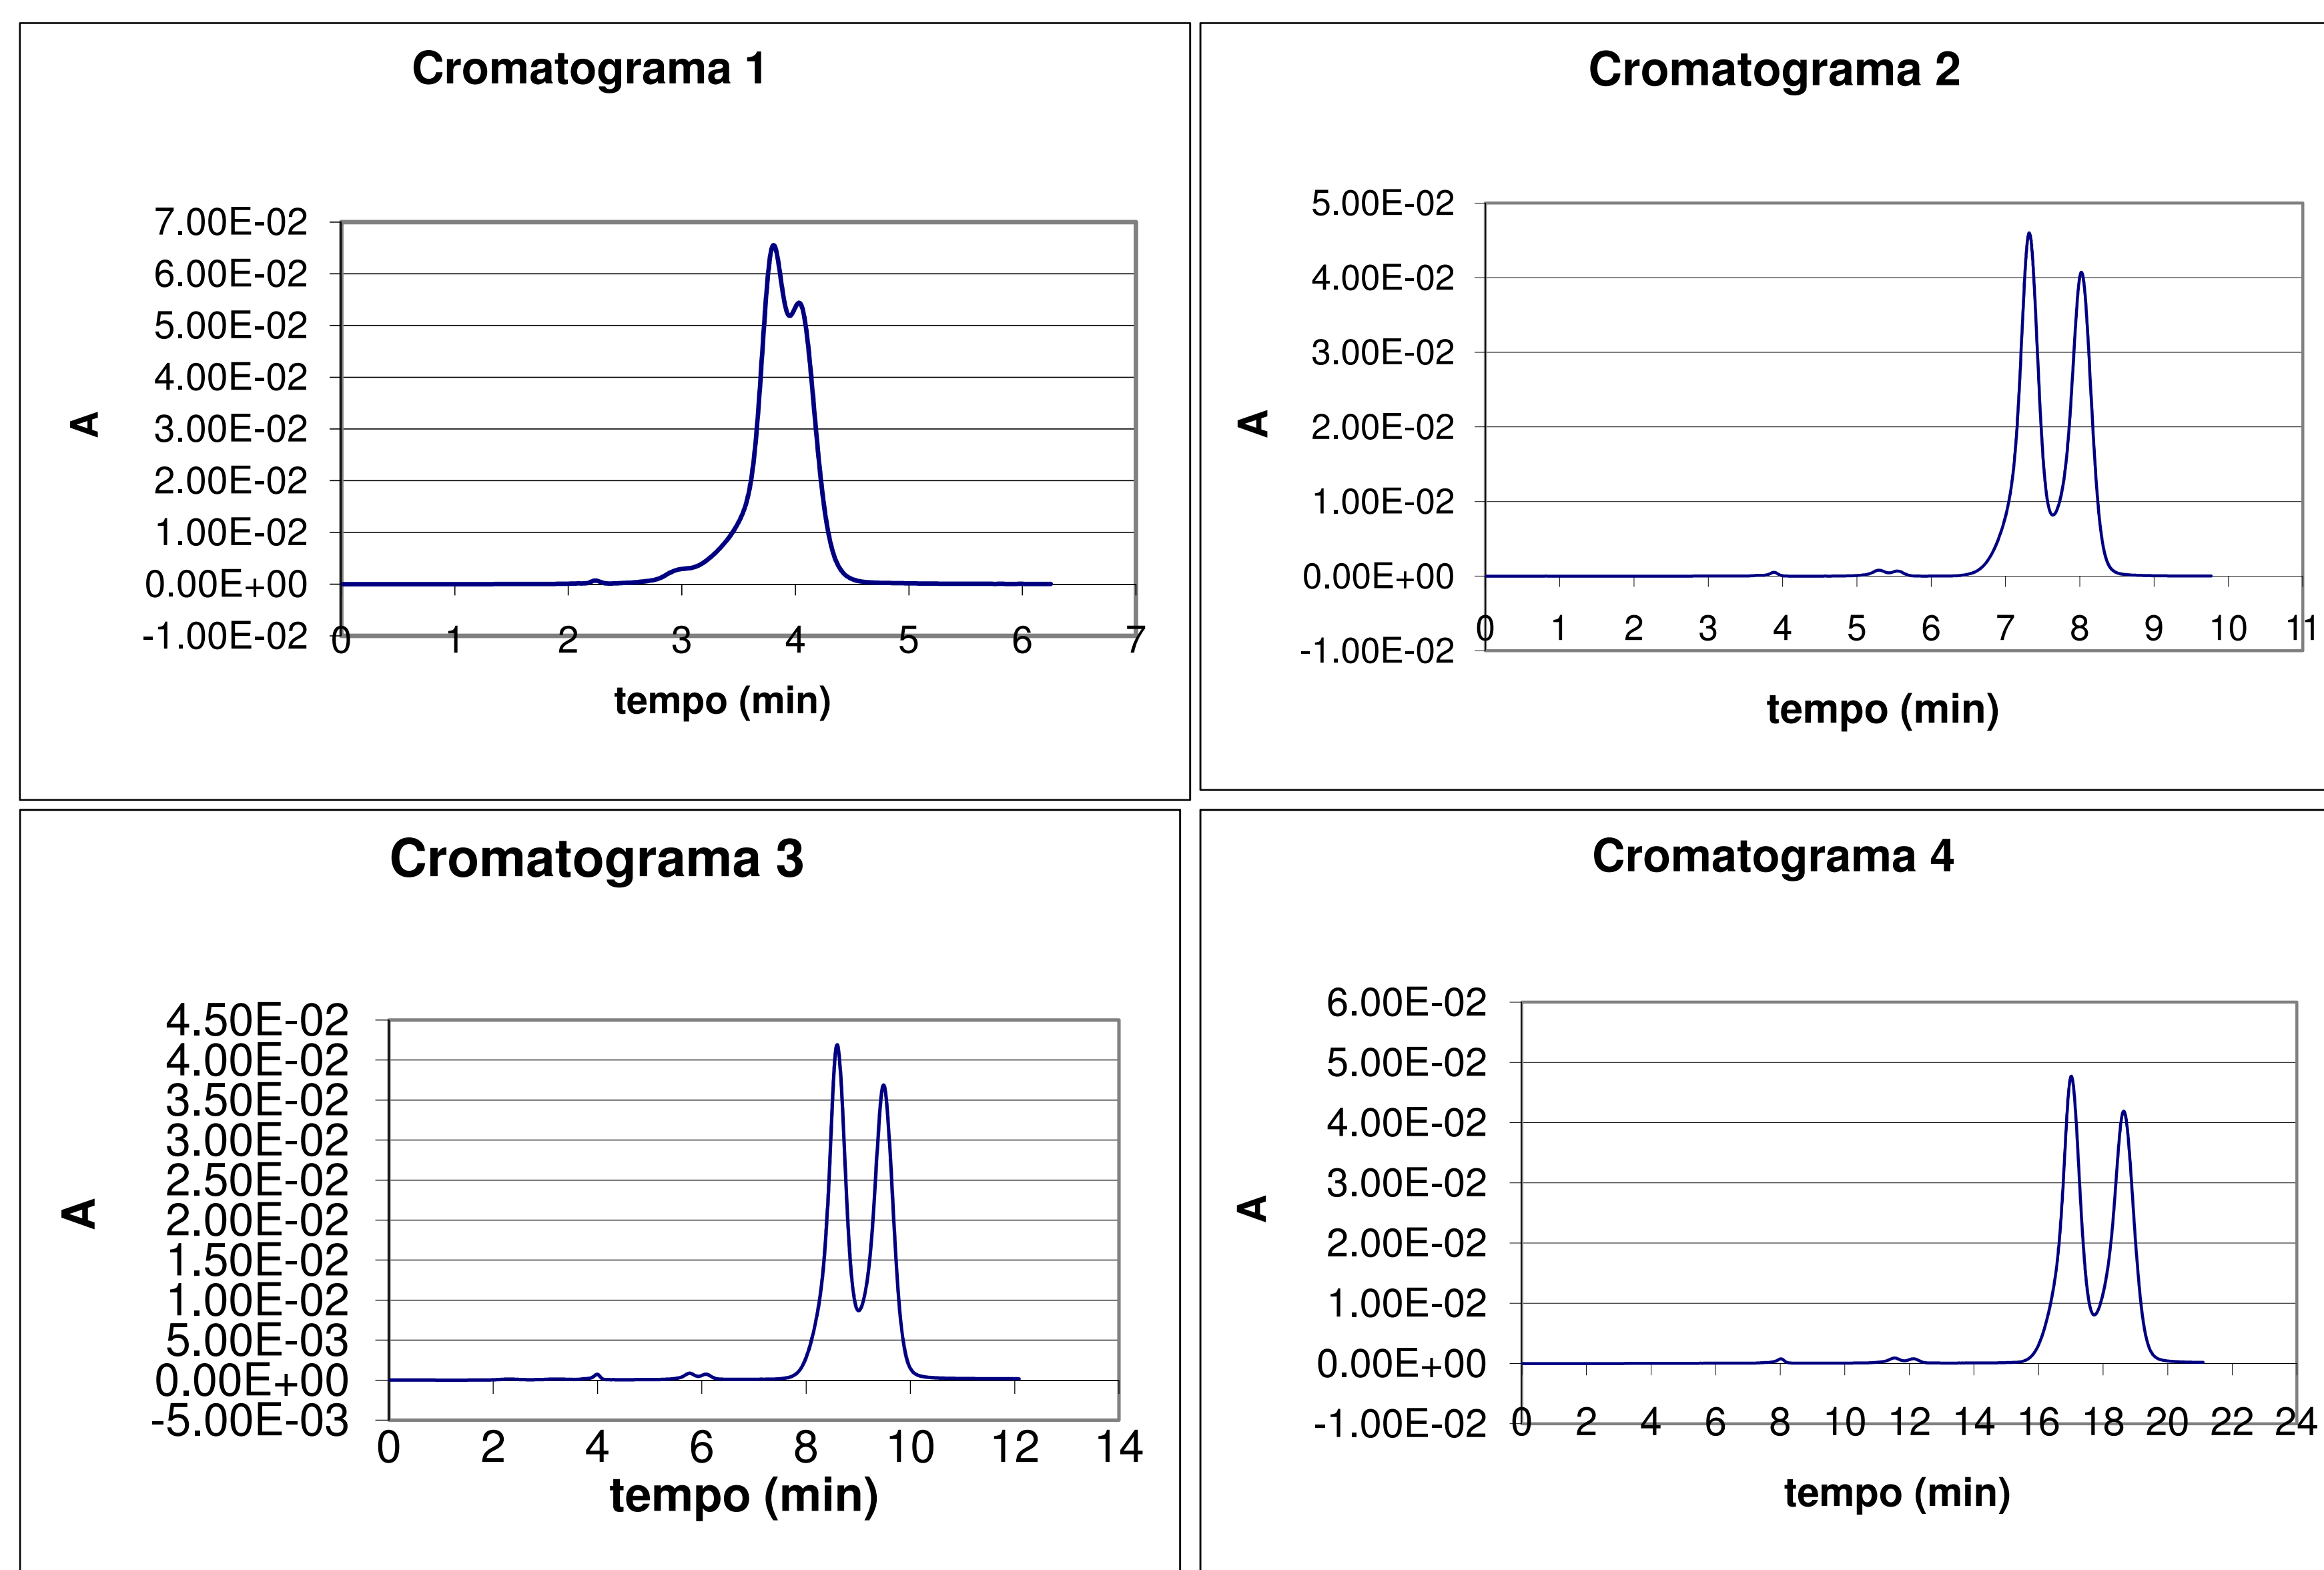 Cromatograma 1
7.00E-02
6.00E-02
5.00E-02
4.00E-02
3.00E-02
2.00E-02
1.00E-02
0.00E+00
-1.00E-02
A
0 1 2 3 4 5 6 7
tempo (min)
Cromatograma 2
5.00E-02
4.00E-02
3.00E-02
2.00E-02
1.00E-02
0.00E+00
-1.00E-02
A
0 1 2 3 4 5 6 7 8 9 10 11
tempo (min)
Cromatograma 3
4.50E-02
4.00E-02
3.50E-02
3.00E-02
2.50E-02
2.00E-02
1.50E-02
1.00E-02
5.00E-03
0.00E+00
-5.00E-03
A
0 2 4 6 8 10 12 14
tempo (min)
Cromatograma 4
6.00E-02
5.00E-02
4.00E-02
3.00E-02
2.00E-02
1.00E-02
0.00E+00
-1.00E-02
A
0 2 4 6 8 10 12 14 16 18 20 22 24
tempo (min)